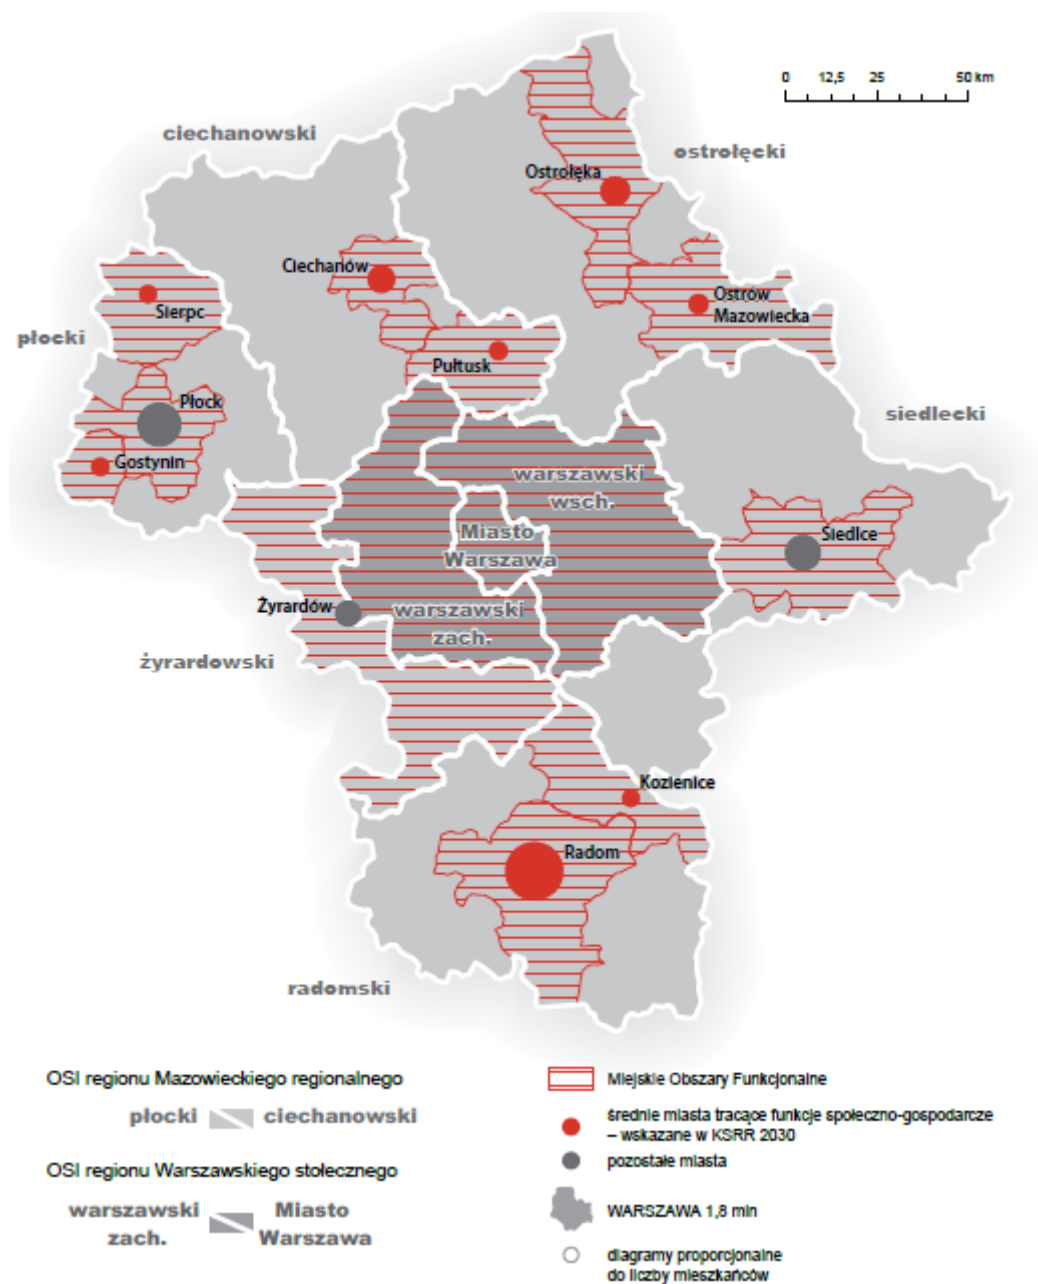 0 12,5 25 50 km
ciechanowski
ostrołęcki
Ostrołęka
Ciechanów
Ostrów
Mazowiecka
Sierpc
płocki
Pułtusk
Płock
siedlecki
Gostynin
warszawski
wsch.
Miasto
Warszawa
Siedlce
Żyrardów
warszawski
zach.
żyrardowski
Kozienice
Radom
radomski
OSI regionu Mazowieckiego regionalnego
płocki ciechanowski
OSI regionu Warszawskiego stołecznego
warszawski Miasto
zach. Warszawa
Miejskie Obszary Funkcjonalne
średnie miasta tracące funkcje społeczno-gospodarcze
– wskazane w KSRR 2030
pozostałe miasta
WARSZAWA 1,8 mln
diagramy proporcjonalne
do liczby mieszkańców